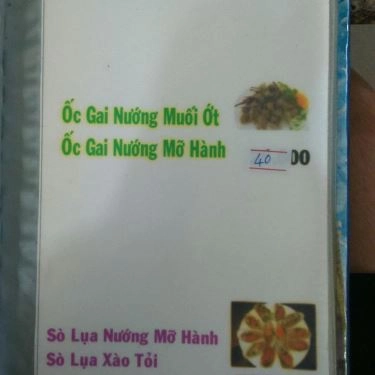 Ốc Gai Nướng Muối Ớt
Ốc Gai Nướng Mỡ Hành
40 00
Sò Lụa Nướng Mỡ Hành
Sò Lụa Xào Tỏi